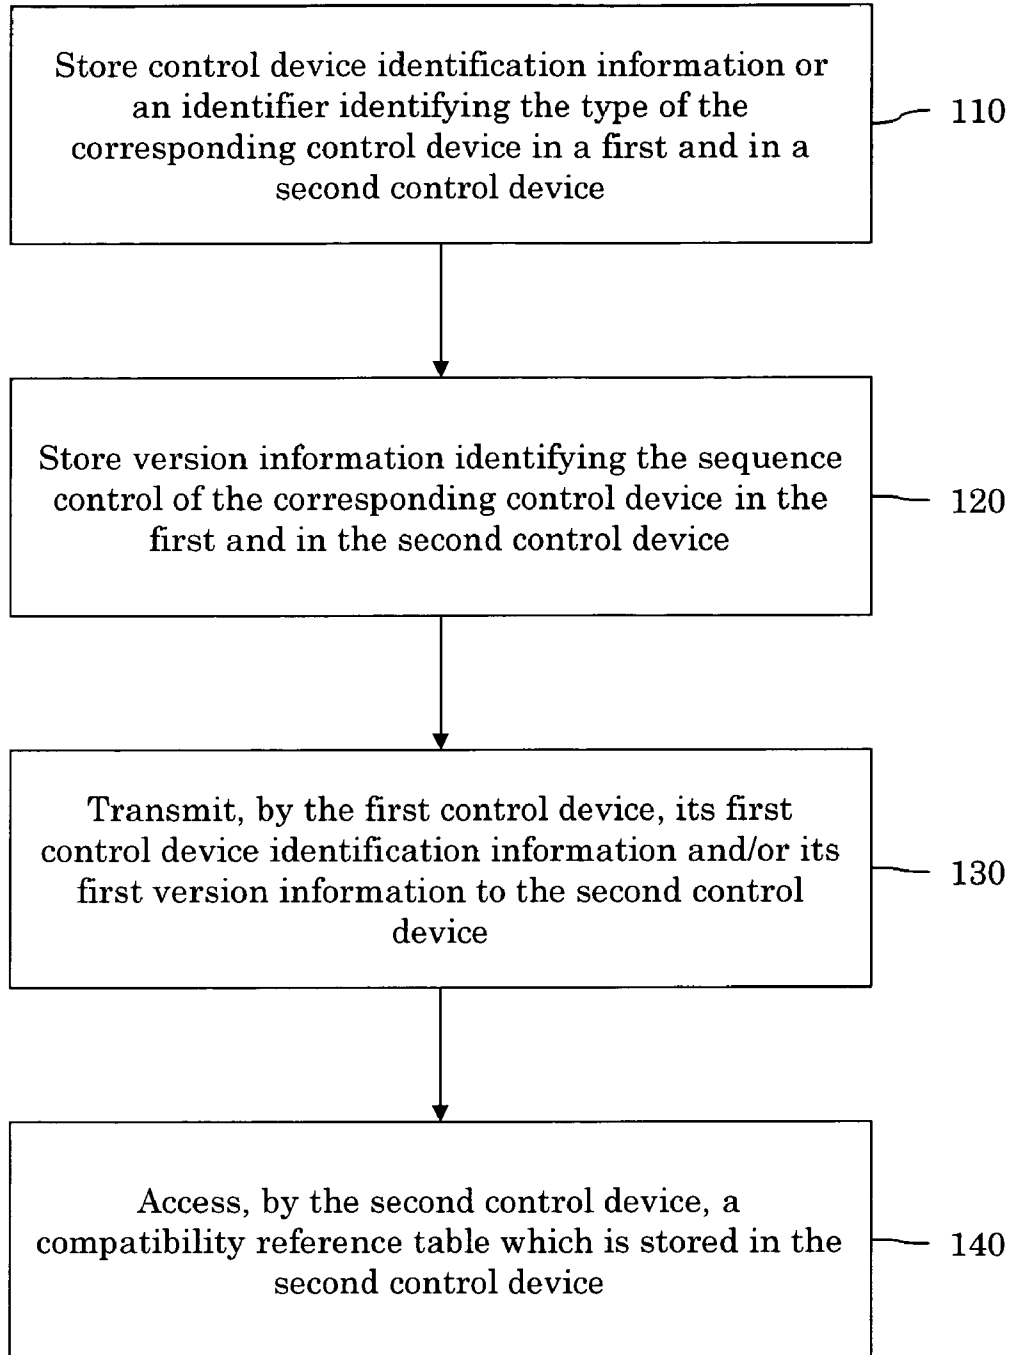 Store control device identification information or
an identifier identifying the type of the
corresponding control device in a first and in a
second control device
110
Store version information identifying the sequence
control of the corresponding control device in the
first and in the second control device
120
Transmit, by the first control device, its first
control device identification information and/or its
first version information to the second control
device
130
Access, by the second control device, a
compatibility reference table which is stored in the
second control device
140